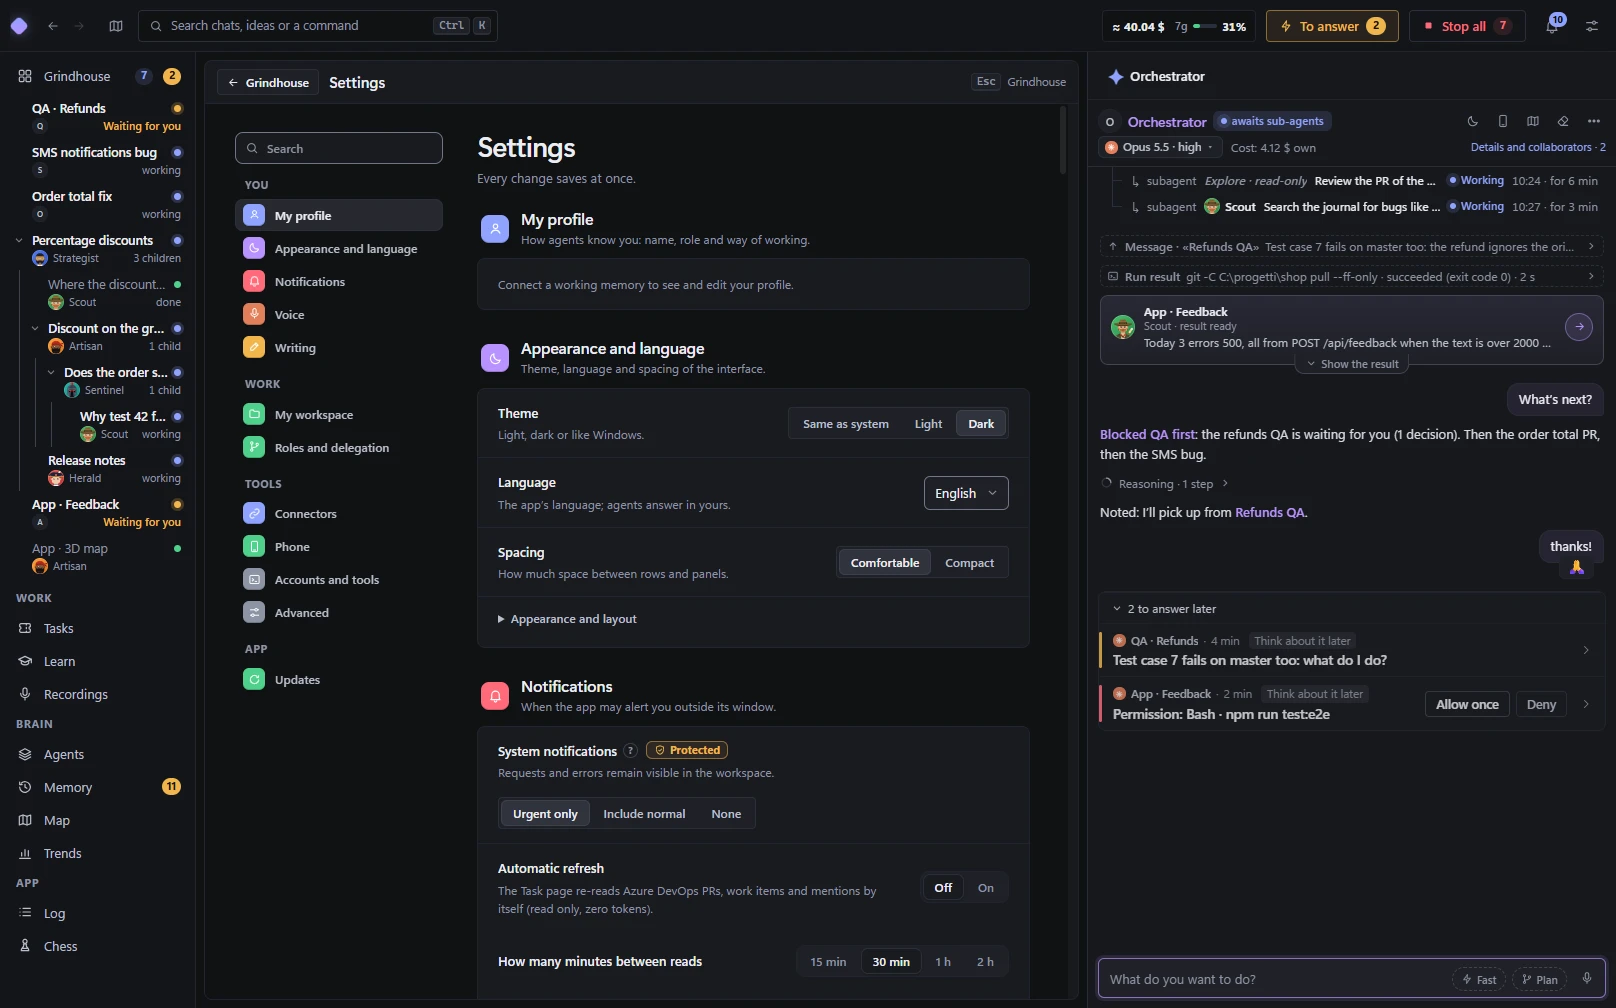 Search chats, ideas or a command
Ctrl K
≈ 40.04 $ 7g 31%
To answer 2
Stop all 7
10
Grindhouse 7 2
QA · Refunds
Q Waiting for you
SMS notifications bug
S working
Order total fix
O working
Percentage discounts
Strategist 3 children
Where the discount...
Scout done
Discount on the gr...
Artisan 1 child
Does the order s...
Sentinel 1 child
Why test 42 f...
Scout working
Release notes
Herald working
App · Feedback
A Waiting for you
App · 3D map
Artisan
WORK
Tasks
Learn
Recordings
BRAIN
Agents
Memory 11
Map
Trends
APP
Log
Chess
← Grindhouse
Settings
Esc Grindhouse
Search
YOU
My profile
Appearance and language
Notifications
Voice
Writing
WORK
My workspace
Roles and delegation
TOOLS
Connectors
Phone
Accounts and tools
Advanced
APP
Updates
Settings
Every change saves at once.
My profile
How agents know you: name, role and way of working.
Connect a working memory to see and edit your profile.
Appearance and language
Theme, language and spacing of the interface.
Theme
Light, dark or like Windows.
Same as system Light Dark
Language
The app's language; agents answer in yours.
English
Spacing
How much space between rows and panels.
Comfortable Compact
Appearance and layout
Notifications
When the app may alert you outside its window.
System notifications ? Protected
Requests and errors remain visible in the workspace.
Urgent only Include normal None
Automatic refresh
The Task page re-reads Azure DevOps PRs, work items and mentions by
itself (read only, zero tokens).
Off On
How many minutes between reads
15 min 30 min 1 h 2 h
Orchestrator
O Orchestrator awaits sub-agents
Opus 5.5 · high Cost: 4.12 $ own
Details and collaborators · 2
subagent Explore · read-only Review the PR of the ... Working 10:24 · for 6 min
subagent Scout Search the journal for bugs like ... Working 10:27 · for 3 min
Message · «Refunds QA» Test case 7 fails on master too: the refund ignores the ori...
Run result git -C C:\progetti\shop pull --ff-only · succeeded (exit code 0) · 2 s
App · Feedback
Scout · result ready
Today 3 errors 500, all from POST /api/feedback when the text is over 2000 ...
Show the result
What's next?
Blocked QA first: the refunds QA is waiting for you (1 decision). Then the order total PR,
then the SMS bug.
Reasoning · 1 step
Noted: I'll pick up from Refunds QA.
thanks!
🙏
2 to answer later
QA · Refunds · 4 min Think about it later
Test case 7 fails on master too: what do I do?
App · Feedback · 2 min Think about it later
Permission: Bash · npm run test:e2e
Allow once Deny
What do you want to do?
Fast Plan